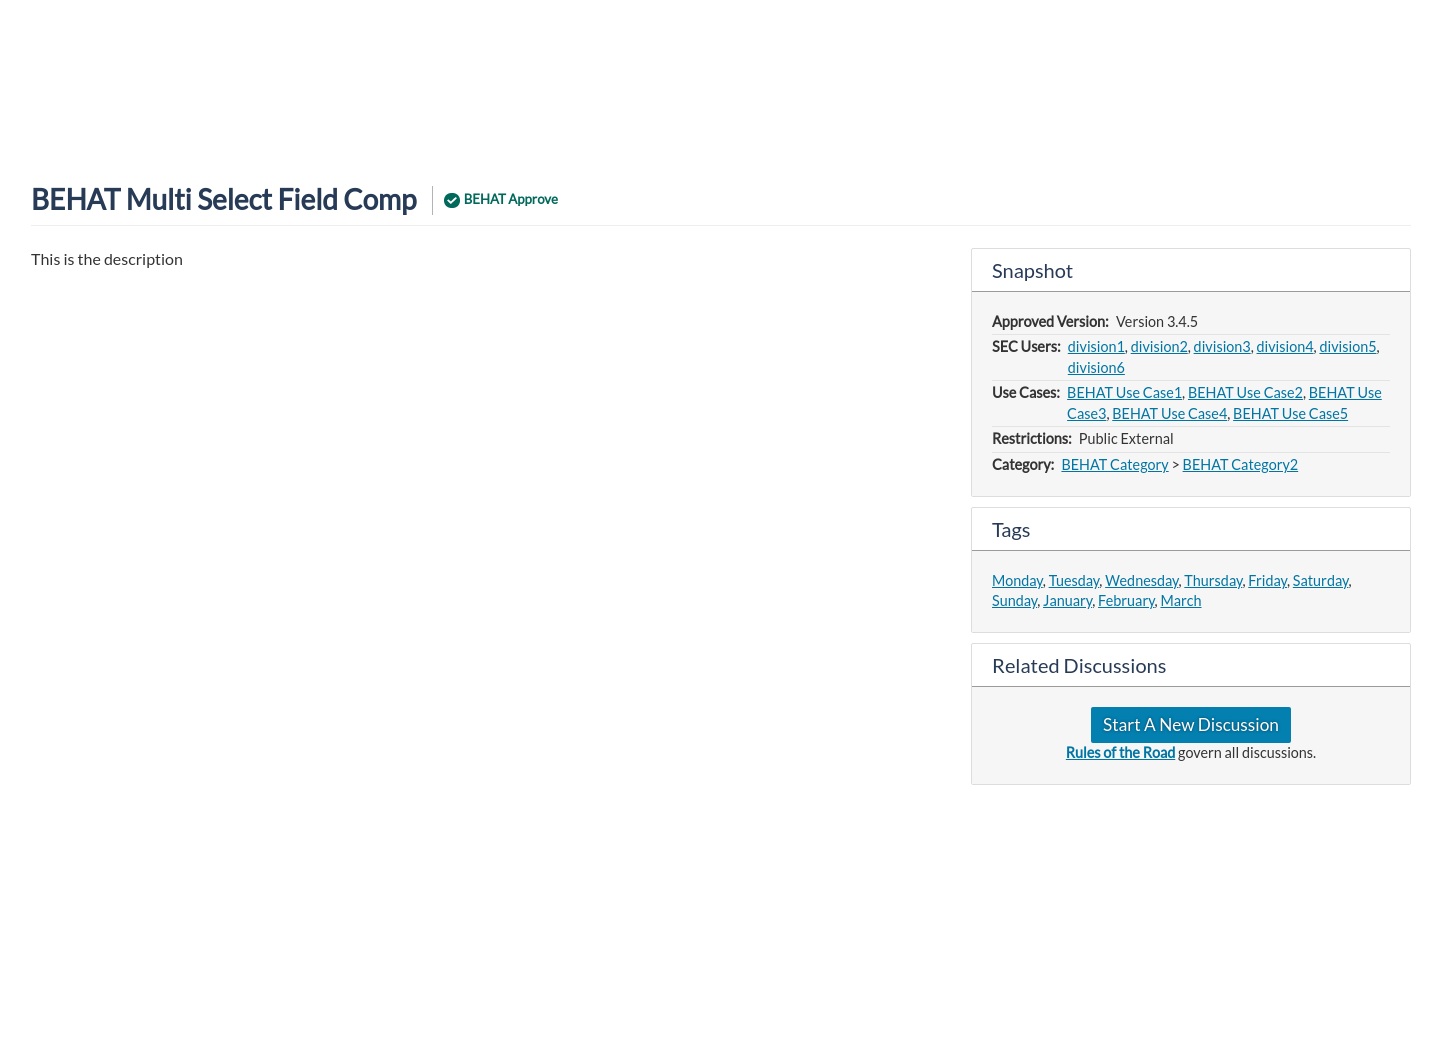 BEHAT Multi Select Field Comp
BEHAT Approve
This is the description
Snapshot
Approved Version: Version 3.4.5
SEC Users: division1, division2, division3, division4, division5,
division6
Use Cases: BEHAT Use Case1, BEHAT Use Case2, BEHAT Use
Case3, BEHAT Use Case4, BEHAT Use Case5
Restrictions: Public External
Category: BEHAT Category > BEHAT Category2
Tags
Monday, Tuesday, Wednesday, Thursday, Friday, Saturday,
Sunday, January, February, March
Related Discussions
Start A New Discussion
Rules of the Road govern all discussions.